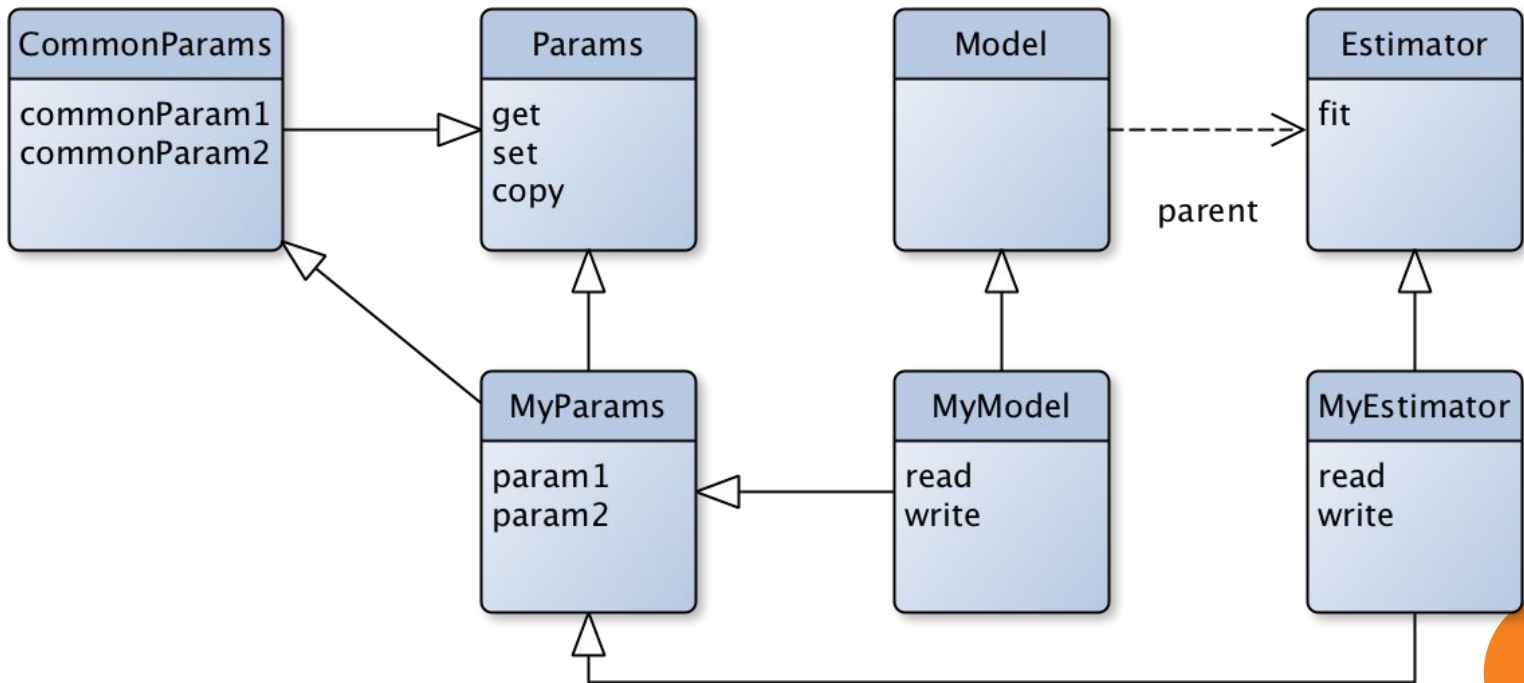 CommonParams
commonParam1
commonParam2
Params
get
set
copy
Model
parent
Estimator
fit
MyParams
param1
param2
MyModel
read
write
MyEstimator
read
write